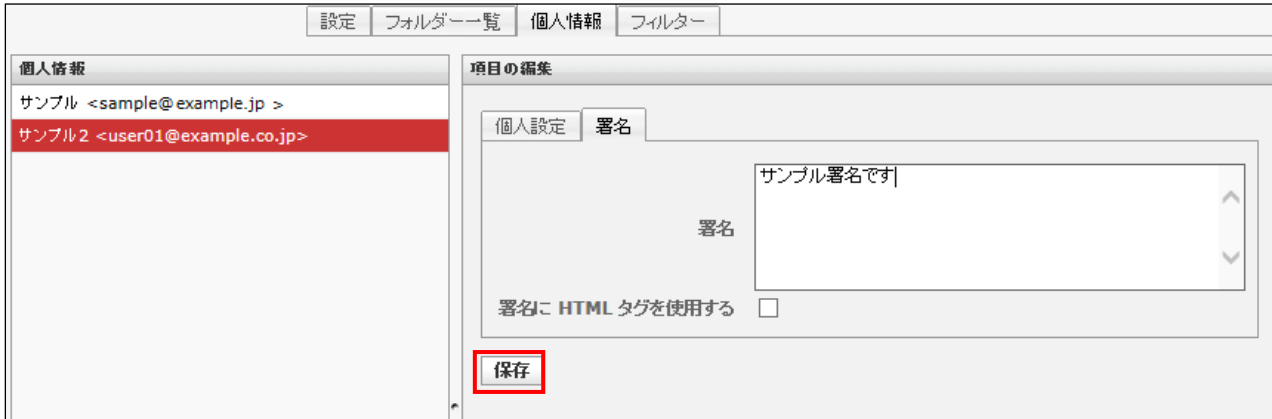 設定 フォルダー一覧 個人情報 フィルター
個人情報
サンプル <sample@example.jp >
サンプル2 <user01@example.co.jp>
項目の編集
個人設定 署名
サンプル署名です
署名
署名に HTML タグを使用する
保存